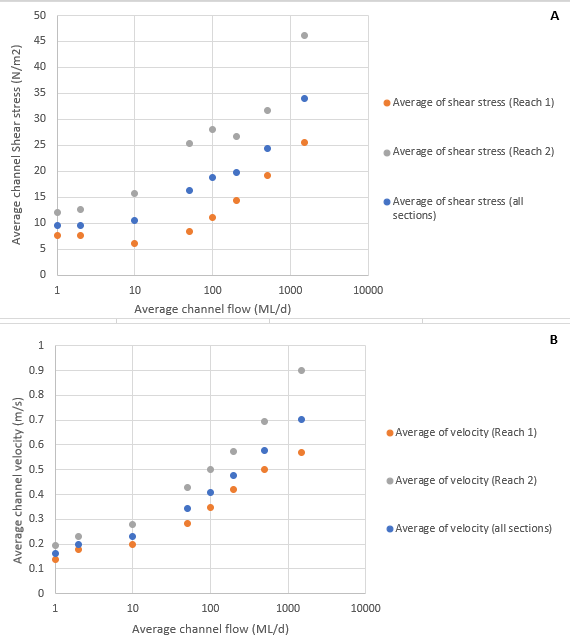 A
Average channel Shear stress (N/m2)
50
45
40
35
30
25
20
15
10
5
0
1 10 100 1000 10000
Average channel flow (ML/d)
Average of shear stress (Reach 1)
Average of shear stress (Reach 2)
Average of shear stress (all
sections)
B
Average channel velocity (m/s)
1
0.9
0.8
0.7
0.6
0.5
0.4
0.3
0.2
0.1
0
1 10 100 1000 10000
Average channel flow (ML/d)
Average of velocity (Reach 1)
Average of velocity (Reach 2)
Average of velocity (all sections)